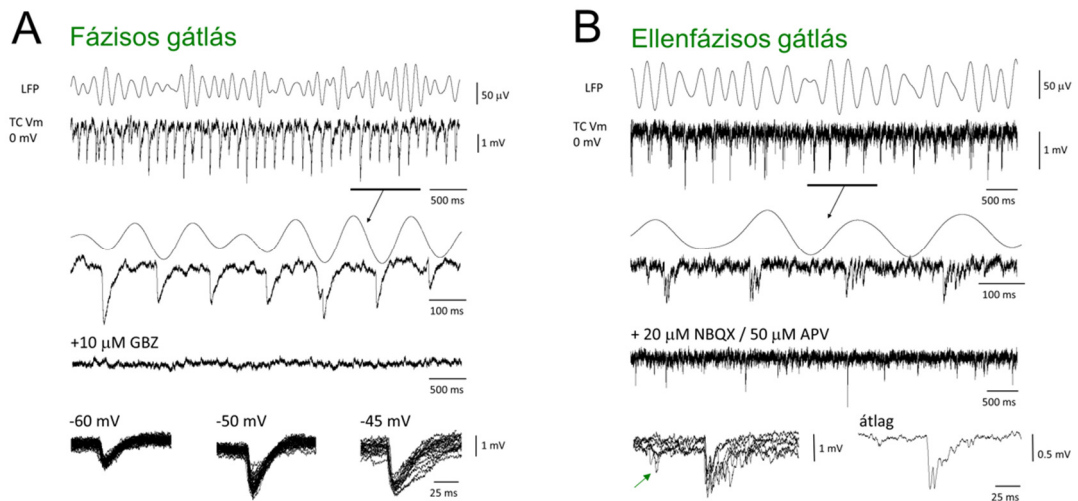 A
Fázisos gátlás
LFP
50 µV
TC Vm
0 mV
1 mV
500 ms
100 ms
+10 µM GBZ
500 ms
-60 mV
-50 mV
-45 mV
1 mV
25 ms
B
Ellenfázisos gátlás
LFP
50 µV
TC Vm
0 mV
1 mV
500 ms
100 ms
+ 20 µM NBQX / 50 µM APV
500 ms
átlag
1 mV
0.5 mV
25 ms